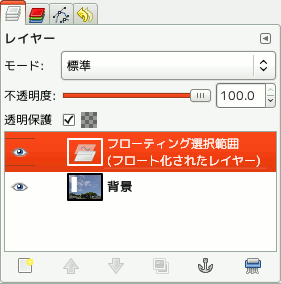 レイヤー
モード: 標準
不透明度: 100.0
透明保護
フローティング選択範囲
(フロート化されたレイヤー)
背景